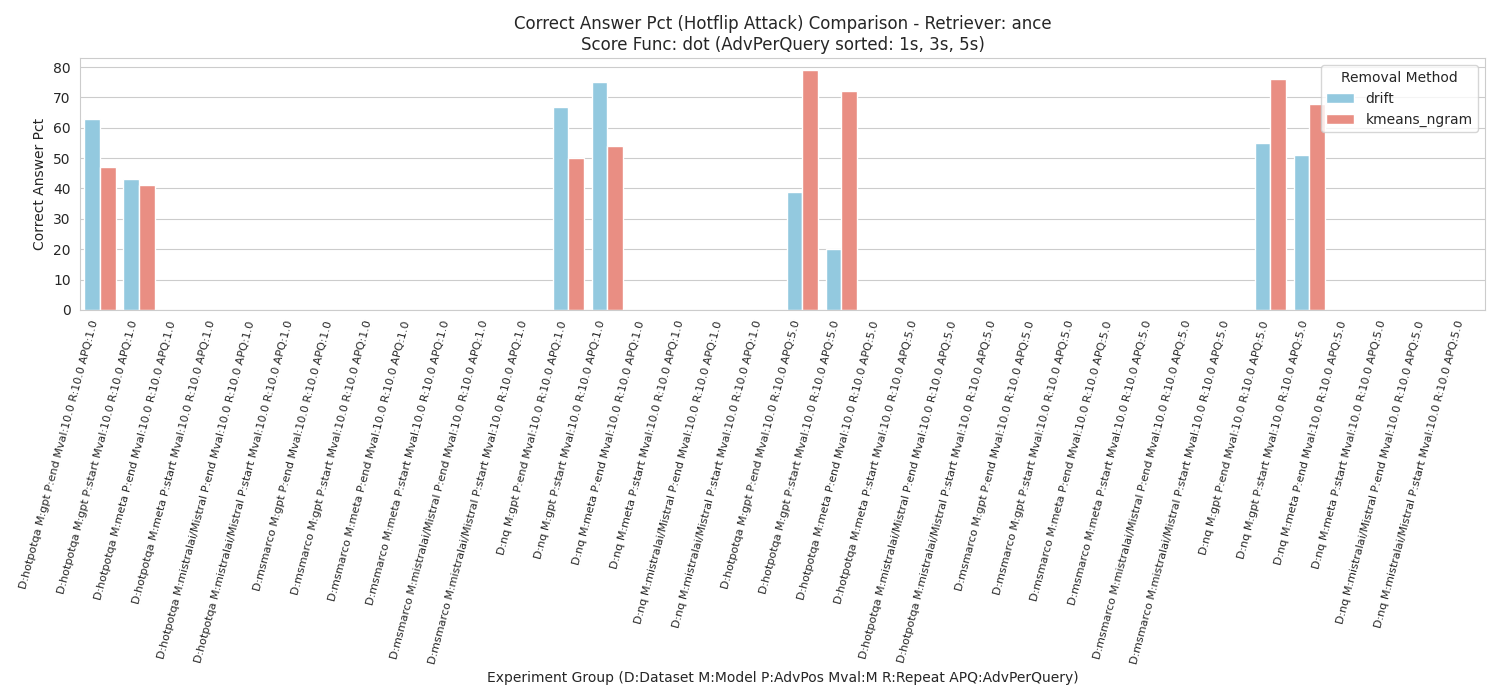 Correct Answer Pct (Hotflip Attack) Comparison - Retriever: ance
Score Func: dot (AdvPerQuery sorted: 1s, 3s, 5s)
Removal Method
drift
kmeans_ngram
Correct Answer Pct
80
70
60
50
40
30
20
10
0
D:hotpotqa M:gpt P:end Mval:10.0 R:10.0 APQ:1.0
D:hotpotqa M:gpt P:start Mval:10.0 R:10.0 APQ:1.0
D:hotpotqa M:meta P:end Mval:10.0 R:10.0 APQ:1.0
D:hotpotqa M:meta P:start Mval:10.0 R:10.0 APQ:1.0
D:hotpotqa M:mistralai/Mistral P:end Mval:10.0 R:10.0 APQ:1.0
D:hotpotqa M:mistralai/Mistral P:start Mval:10.0 R:10.0 APQ:1.0
D:msmarco M:gpt P:end Mval:10.0 R:10.0 APQ:1.0
D:msmarco M:gpt P:start Mval:10.0 R:10.0 APQ:1.0
D:msmarco M:meta P:end Mval:10.0 R:10.0 APQ:1.0
D:msmarco M:meta P:start Mval:10.0 R:10.0 APQ:1.0
D:msmarco M:mistralai/Mistral P:end Mval:10.0 R:10.0 APQ:1.0
D:msmarco M:mistralai/Mistral P:start Mval:10.0 R:10.0 APQ:1.0
D:nq M:gpt P:end Mval:10.0 R:10.0 APQ:1.0
D:nq M:gpt P:start Mval:10.0 R:10.0 APQ:1.0
D:nq M:meta P:end Mval:10.0 R:10.0 APQ:1.0
D:nq M:meta P:start Mval:10.0 R:10.0 APQ:1.0
D:nq M:mistralai/Mistral P:end Mval:10.0 R:10.0 APQ:1.0
D:nq M:mistralai/Mistral P:start Mval:10.0 R:10.0 APQ:1.0
D:hotpotqa M:gpt P:end Mval:10.0 R:10.0 APQ:5.0
D:hotpotqa M:gpt P:start Mval:10.0 R:10.0 APQ:5.0
D:hotpotqa M:meta P:end Mval:10.0 R:10.0 APQ:5.0
D:hotpotqa M:meta P:start Mval:10.0 R:10.0 APQ:5.0
D:hotpotqa M:mistralai/Mistral P:end Mval:10.0 R:10.0 APQ:5.0
D:hotpotqa M:mistralai/Mistral P:start Mval:10.0 R:10.0 APQ:5.0
D:msmarco M:gpt P:end Mval:10.0 R:10.0 APQ:5.0
D:msmarco M:gpt P:start Mval:10.0 R:10.0 APQ:5.0
D:msmarco M:meta P:end Mval:10.0 R:10.0 APQ:5.0
D:msmarco M:meta P:start Mval:10.0 R:10.0 APQ:5.0
D:msmarco M:mistralai/Mistral P:end Mval:10.0 R:10.0 APQ:5.0
D:msmarco M:mistralai/Mistral P:start Mval:10.0 R:10.0 APQ:5.0
D:nq M:gpt P:end Mval:10.0 R:10.0 APQ:5.0
D:nq M:gpt P:start Mval:10.0 R:10.0 APQ:5.0
D:nq M:meta P:end Mval:10.0 R:10.0 APQ:5.0
D:nq M:meta P:start Mval:10.0 R:10.0 APQ:5.0
D:nq M:mistralai/Mistral P:end Mval:10.0 R:10.0 APQ:5.0
D:nq M:mistralai/Mistral P:start Mval:10.0 R:10.0 APQ:5.0
Experiment Group (D:Dataset M:Model P:AdvPos Mval:M R:Repeat APQ:AdvPerQuery)